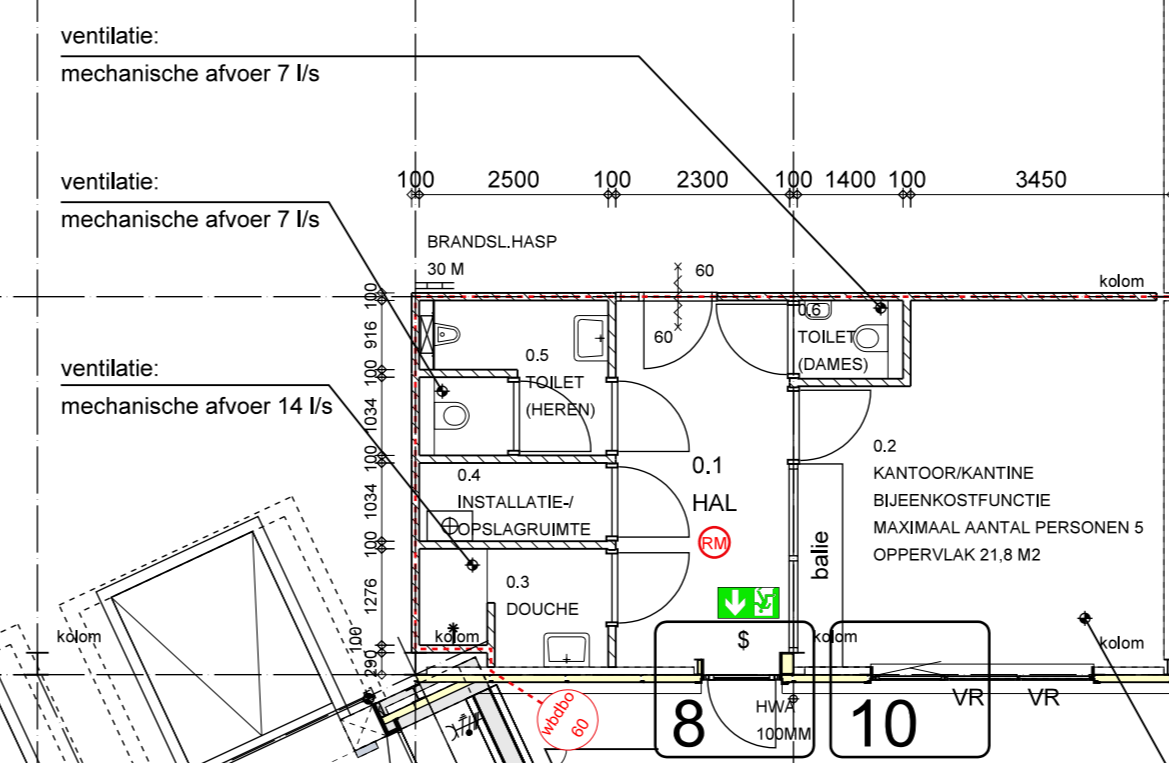 ventilatie:
mechanische afvoer 7 l/s
ventilatie:
mechanische afvoer 7 l/s
ventilatie:
mechanische afvoer 14 l/s
100 2500 100 2300 100 1400 100 3450
BRANDSL.HASP
30 M
60
60
kolom
100
916
100
1034
100
1034
100
1276
100
290
0.5
TOILET
(HEREN)
0.6
TOILET
(DAMES)
0.4
INSTALLATIE-/
OPSLAGRUIMTE
0.1
HAL
RM
0.2
KANTOOR/KANTINE
BIJEENKOSTFUNCTIE
MAXIMAAL AANTAL PERSONEN 5
OPPERVLAK 21,8 M2
balie
0.3
DOUCHE
kolom
kolom
kolom
kolom
$
wbdbo
60
8
HWA
100MM
10
VR
VR